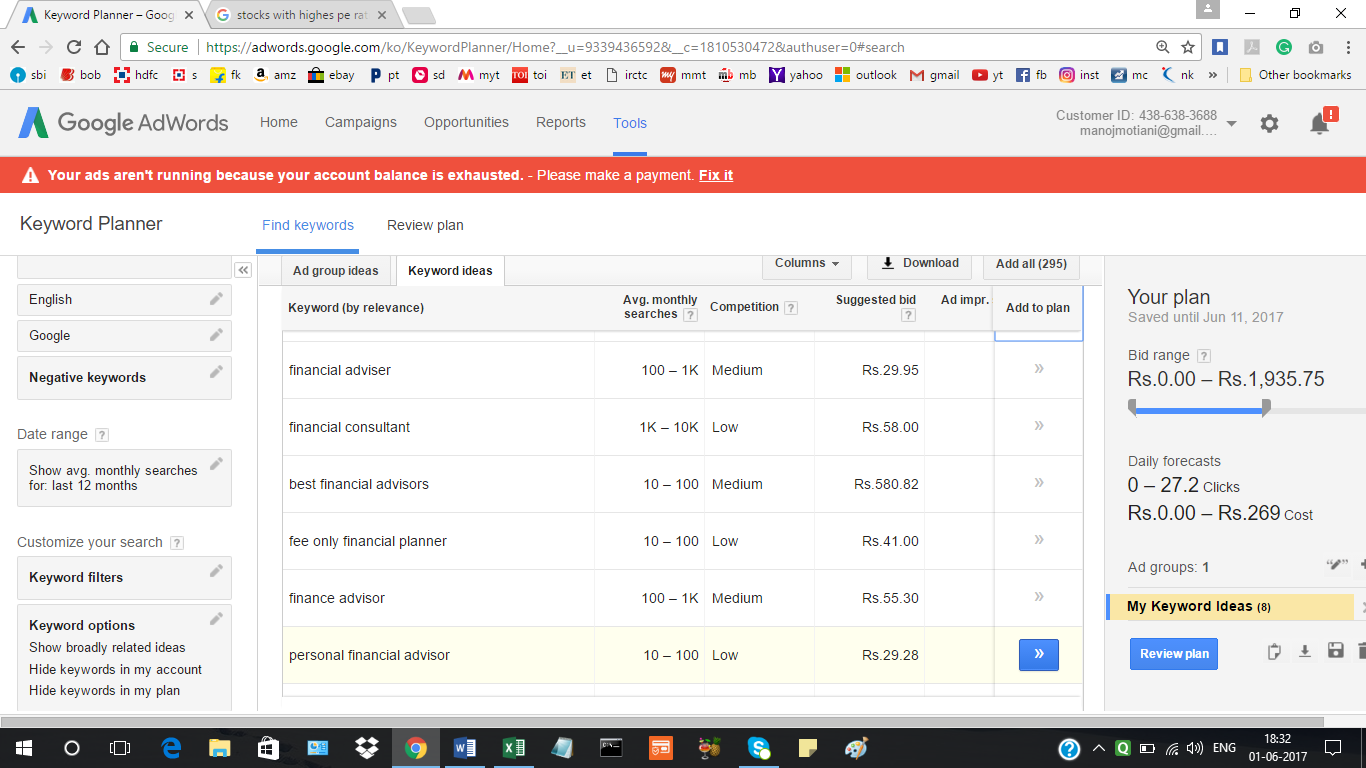 Keyword Planner – Goog
stocks with highes pe rat
Secure
https://adwords.google.com/ko/KeywordPlanner/Home?__u=9339436592&__c=1810530472&authuser=0#search
sbi bob hdfc s fk amz ebay pt sd myt toi et irctc mmt mb yahoo outlook gmail yt fb inst mc nk » Other bookmarks
Google AdWords
Home Campaigns Opportunities Reports Tools
Customer ID: 438-638-3688
manojmotiani@gmail....
Your ads aren't running because your account balance is exhausted. - Please make a payment. Fix it
Keyword Planner
Find keywords Review plan
English
Google
Negative keywords
Date range ?
Show avg. monthly searches
for: last 12 months
Customize your search ?
Keyword filters
Keyword options
Show broadly related ideas
Hide keywords in my account
Hide keywords in my plan
Ad group ideas Keyword ideas
Columns Download Add all (295)
Keyword (by relevance) Avg. monthly searches ? Competition ? Suggested bid ? Ad impr. Add to plan
financial adviser 100 – 1K Medium Rs.29.95 »
financial consultant 1K – 10K Low Rs.58.00 »
best financial advisors 10 – 100 Medium Rs.580.82 »
fee only financial planner 10 – 100 Low Rs.41.00 »
finance advisor 100 – 1K Medium Rs.55.30 »
personal financial advisor 10 – 100 Low Rs.29.28 »
Your plan
Saved until Jun 11, 2017
Bid range ?
Rs.0.00 – Rs.1,935.75
Daily forecasts
0 – 27.2 Clicks
Rs.0.00 – Rs.269 Cost
Ad groups: 1
My Keyword Ideas (8)
Review plan
ENG
18:32
01-06-2017